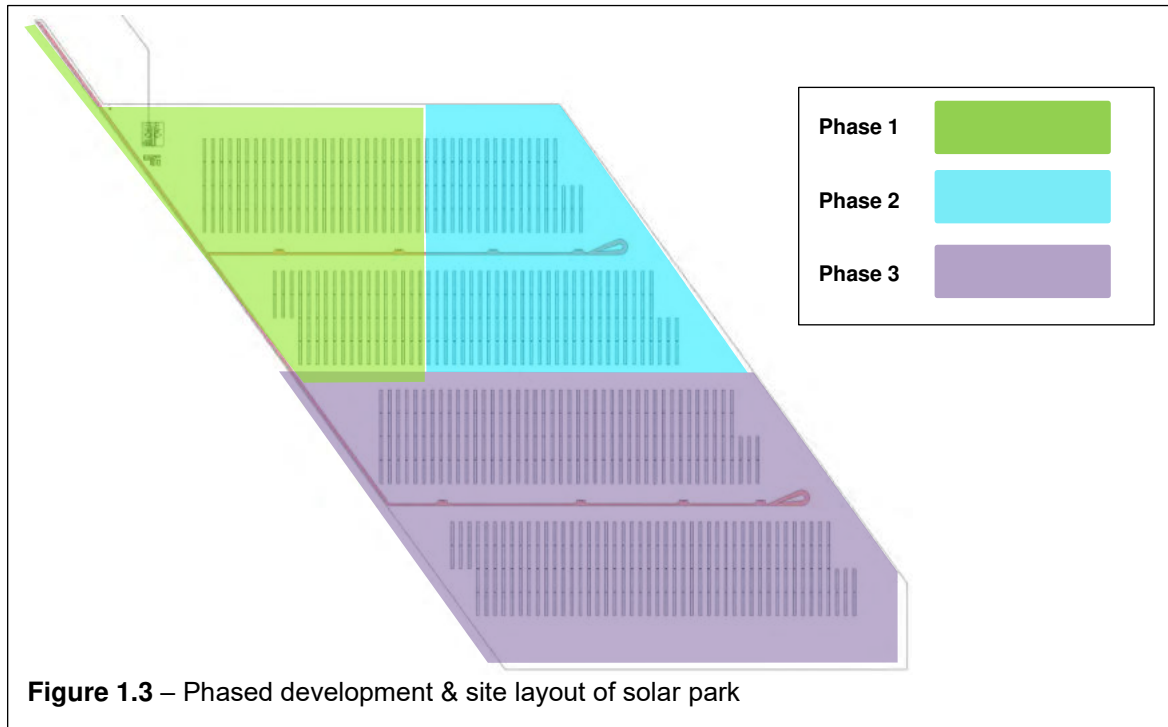 Phase 1
Phase 2
Phase 3
Figure 1.3 – Phased development & site layout of solar park